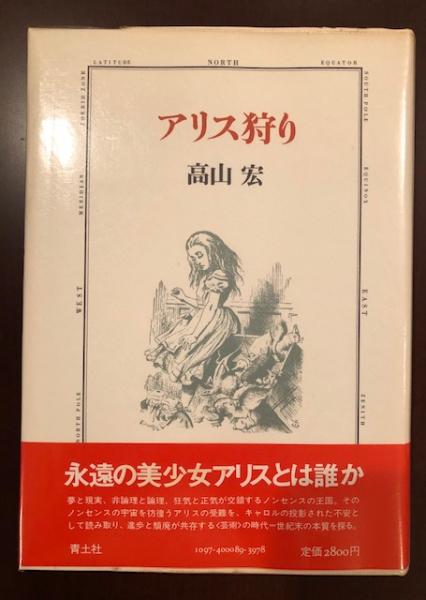 LATITUDE NORTH EQUATOR
SOUTH POLE
EQUINOX
EAST
ZENITH
TORRID ZONE
MERIDIAN
WEST
NORTH POLE
アリス狩り
高山 宏
永遠の美少女アリスとは誰か
夢と現実、非論理と論理、狂気と正気が交錯するノンセンスの王国。その
ノンセンスの宇宙を彷徨うアリスの受難を、キャロルの投影された不安と
して読み取り、進歩と頽廃が共存する〈芸術〉の時代―世紀末の本質を探る。
青土社 1097-400089-3978 定価2800円